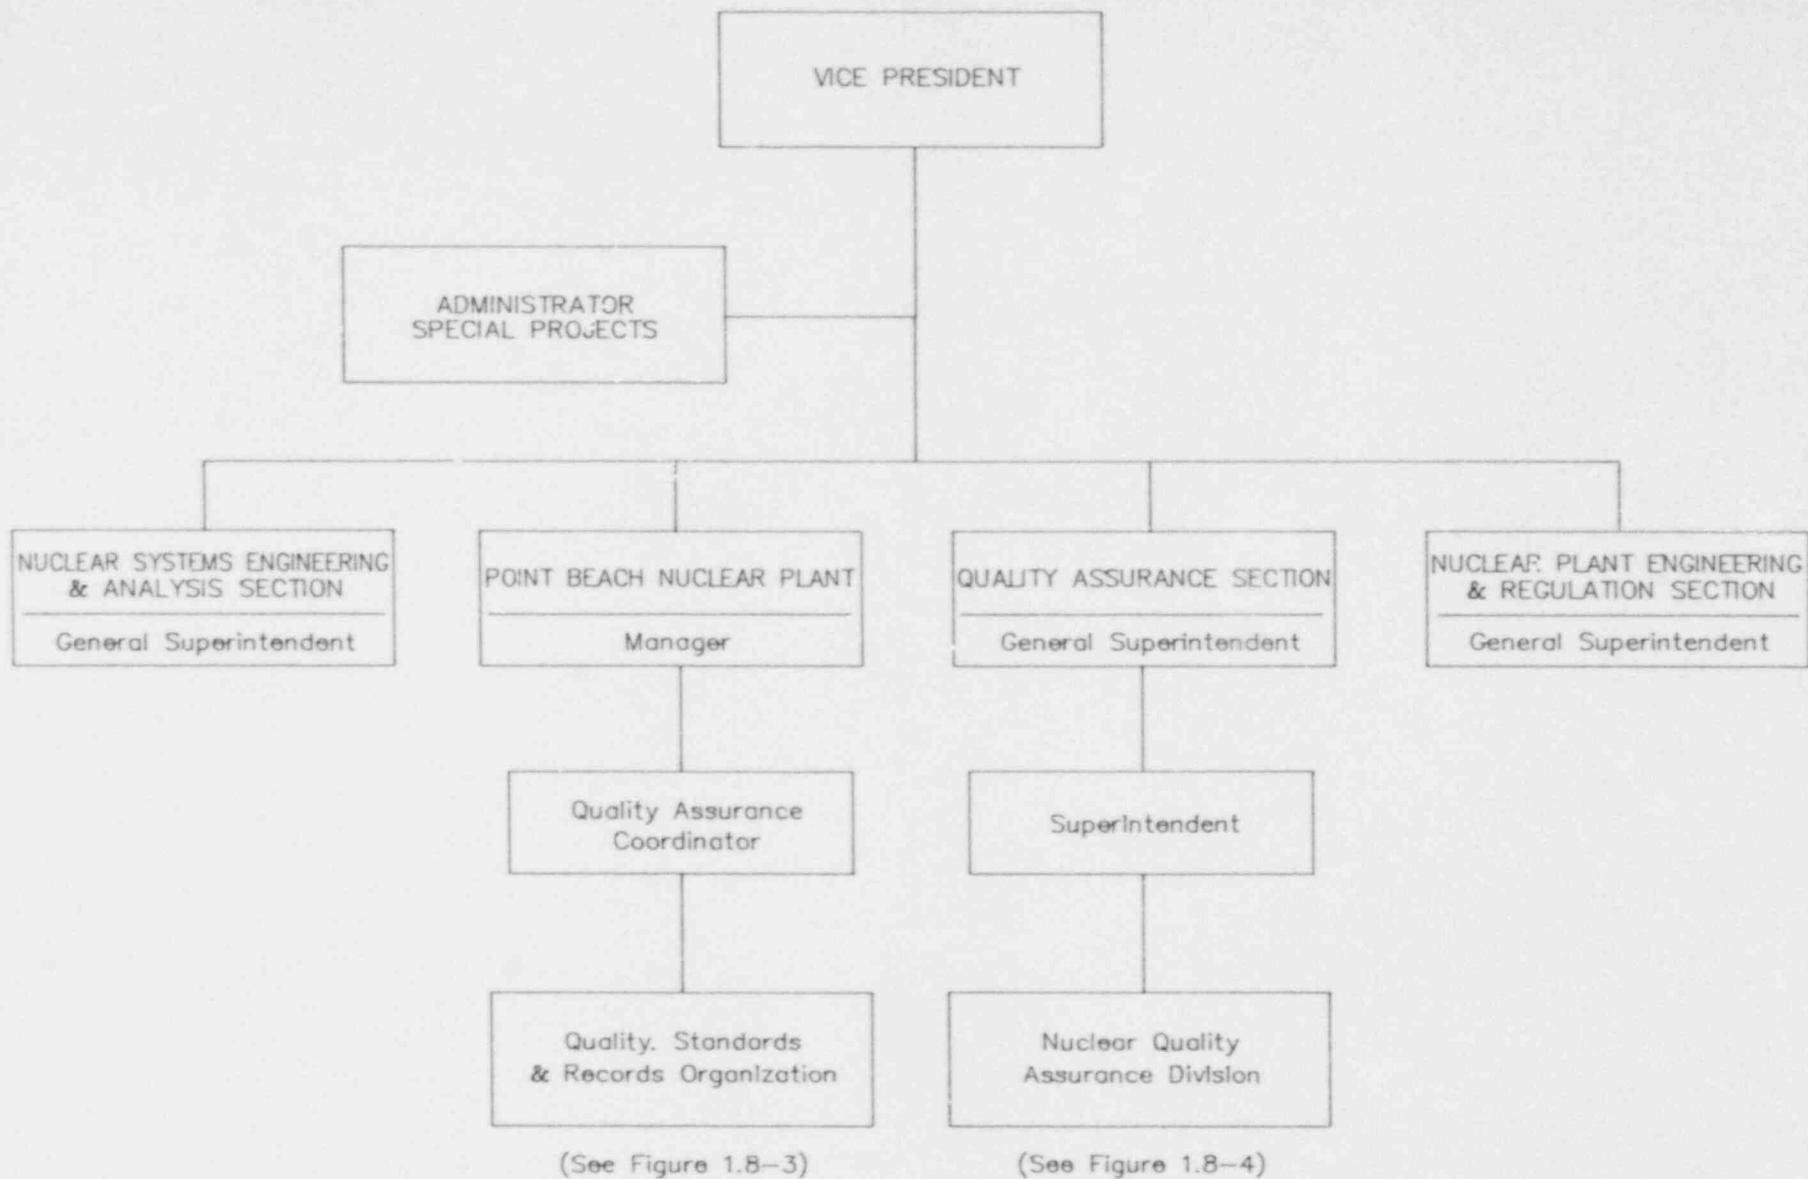 VICE PRESIDENT
ADMINISTRATOR
SPECIAL PROJECTS
NUCLEAR SYSTEMS ENGINEERING
& ANALYSIS SECTION
General Superintendent
POINT BEACH NUCLEAR PLANT
Manager
QUALITY ASSURANCE SECTION
General Superintendent
NUCLEAR PLANT ENGINEERING
& REGULATION SECTION
General Superintendent
Quality Assurance
Coordinator
Superintendent
Quality. Standards
& Records Organization
Nuclear Quality
Assurance Division
(See Figure 1.8-3)
(See Figure 1.8-4)